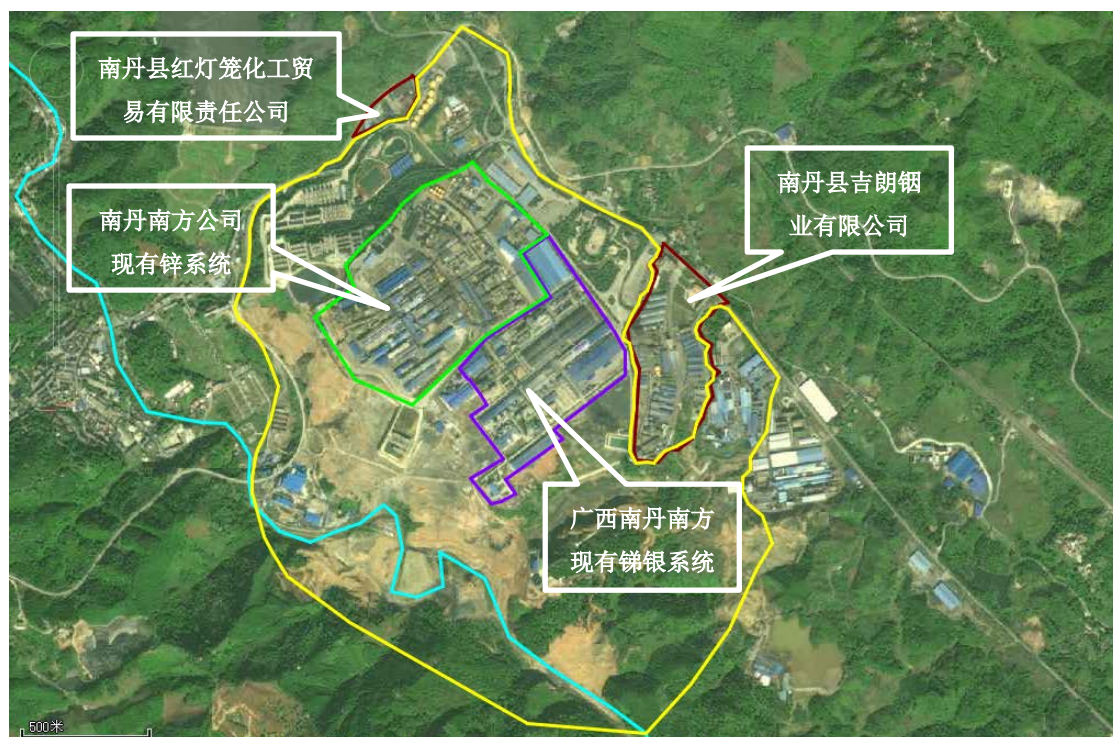 南丹县红灯笼化工贸
易有限责任公司
南丹县吉朗铟
业有限公司
南丹南方公司
现有锌系统
广西南丹南方
现有锑银系统
500米